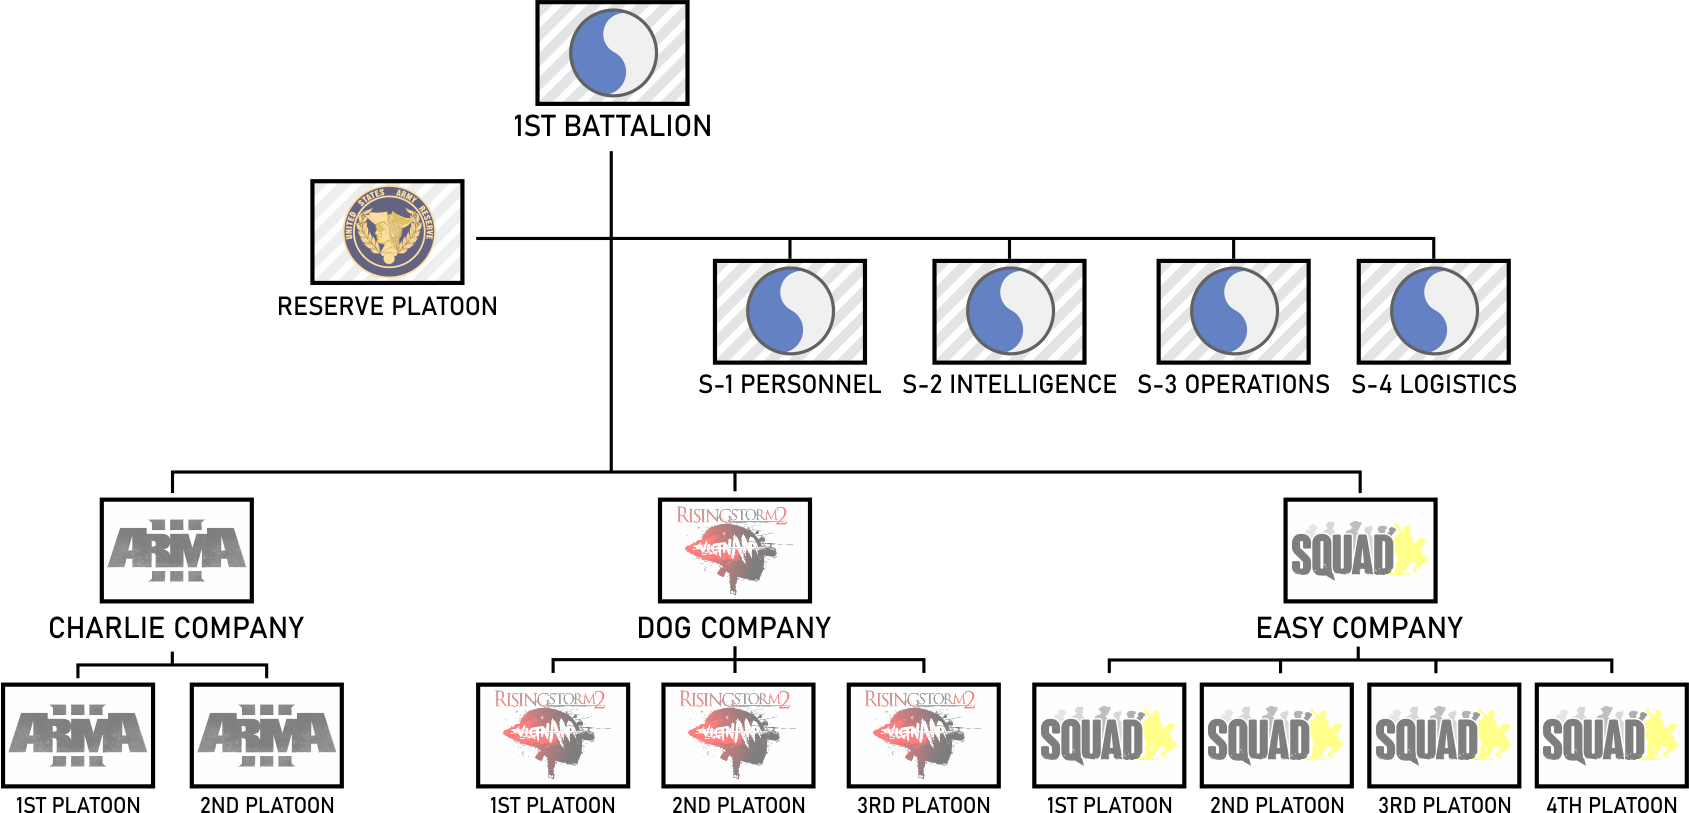 1ST BATTALION
UNITED STATES ARMY RESERVE
RESERVE PLATOON
S-1 PERSONNEL
S-2 INTELLIGENCE
S-3 OPERATIONS
S-4 LOGISTICS
ARMA
III
CHARLIE COMPANY
RISINGSTORM2
VIETNAM
DOG COMPANY
SQUAD
EASY COMPANY
ARMA
III
1ST PLATOON
ARMA
III
2ND PLATOON
RISINGSTORM2
VIETNAM
1ST PLATOON
RISINGSTORM2
VIETNAM
2ND PLATOON
RISINGSTORM2
VIETNAM
3RD PLATOON
SQUAD
1ST PLATOON
SQUAD
2ND PLATOON
SQUAD
3RD PLATOON
SQUAD
4TH PLATOON